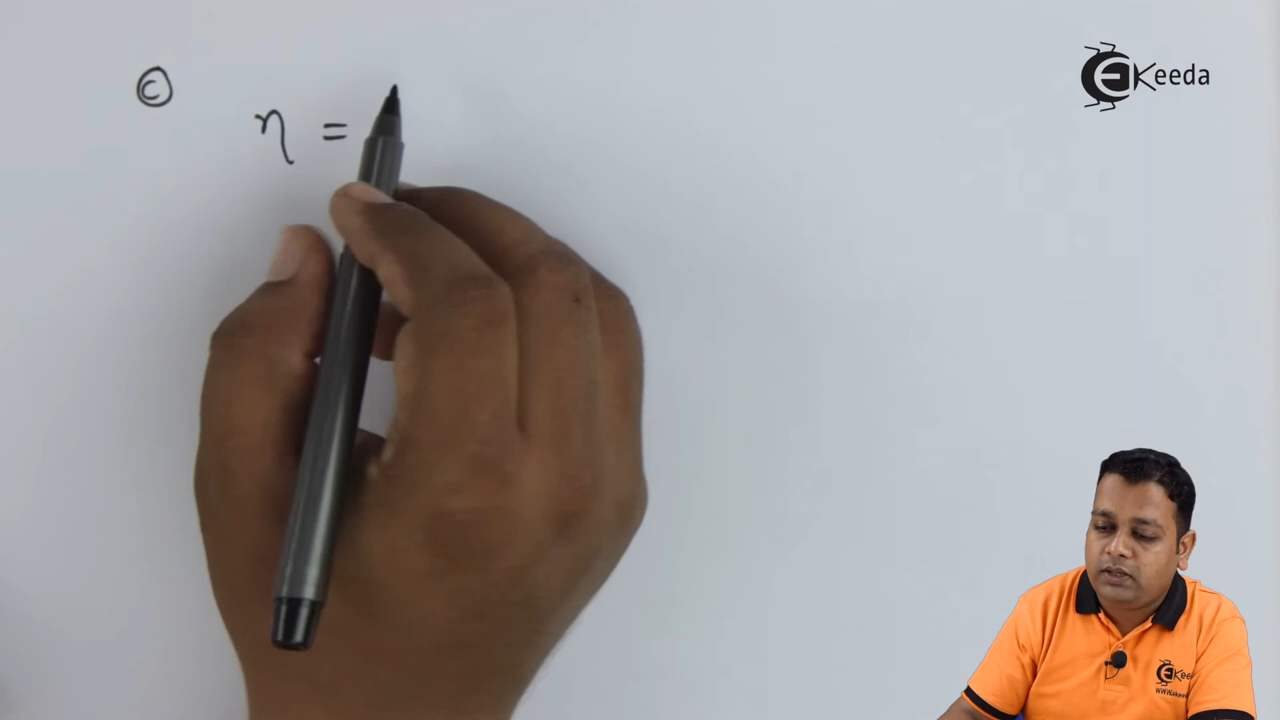 Ⓒ
η =
EKeeda